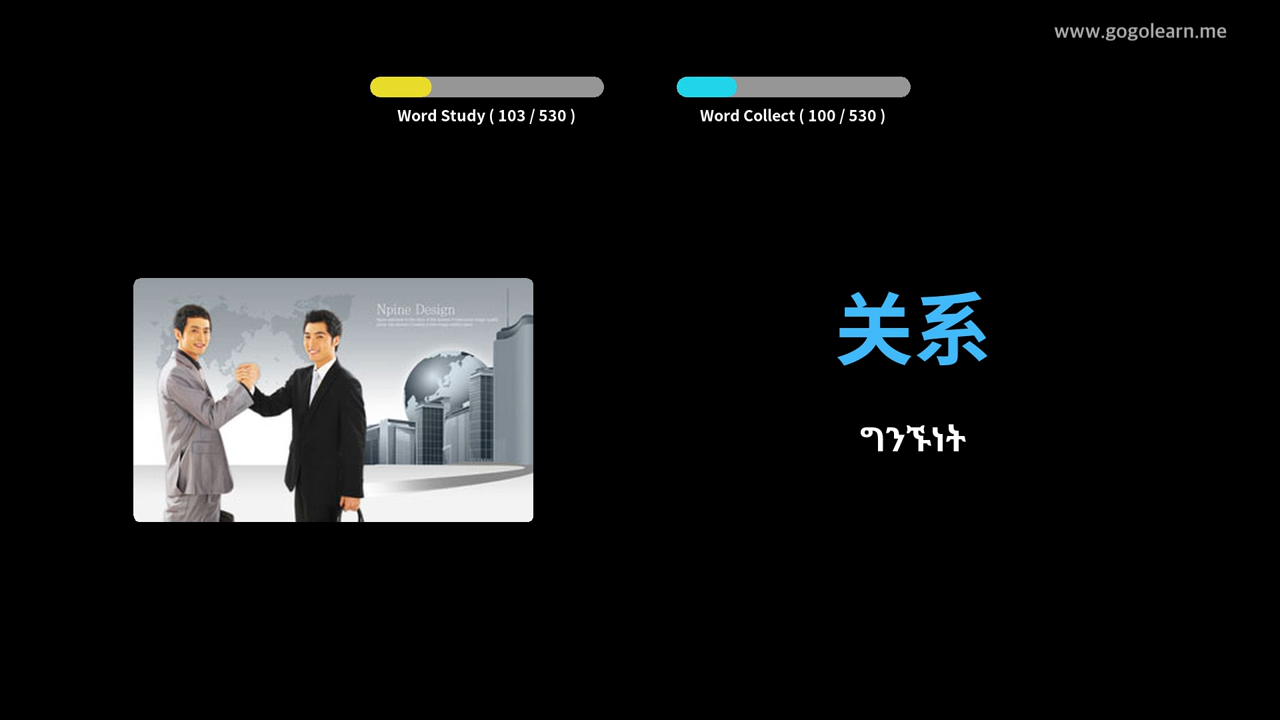 www.gogolearn.me
Word Study ( 103 / 530 )
Word Collect ( 100 / 530 )
Npine Design
关系
ግንኙነት